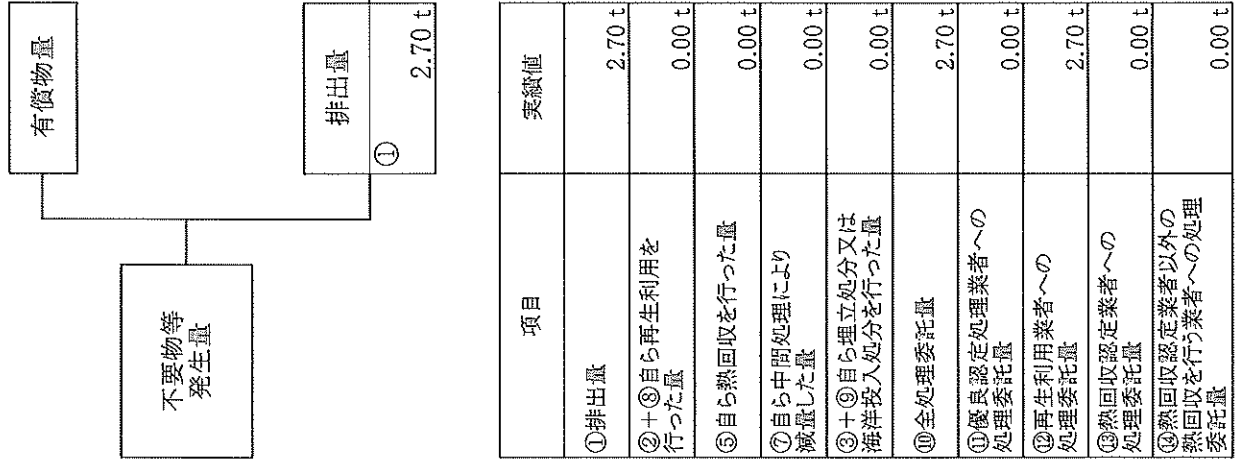 有償物量
不要物等
発生量
排出量
①
2.70 t
項目
実績値
①排出量
2.70 t
②+⑧自ら再生利用を
行った量
0.00 t
⑤自ら熱回収を行った量
0.00 t
⑦自ら中間処理により
減量した量
0.00 t
③+⑨自ら埋立処分又は
海洋投入処分を行った量
0.00 t
⑩全処理委託量
2.70 t
⑪優良認定処理業者への
処理委託量
0.00 t
⑫再生利用業者への
処理委託量
2.70 t
⑬熱回収認定業者への
処理委託量
0.00 t
⑭熱回収認定業者以外の
熱回収を行う業者への処理
委託量
0.00 t